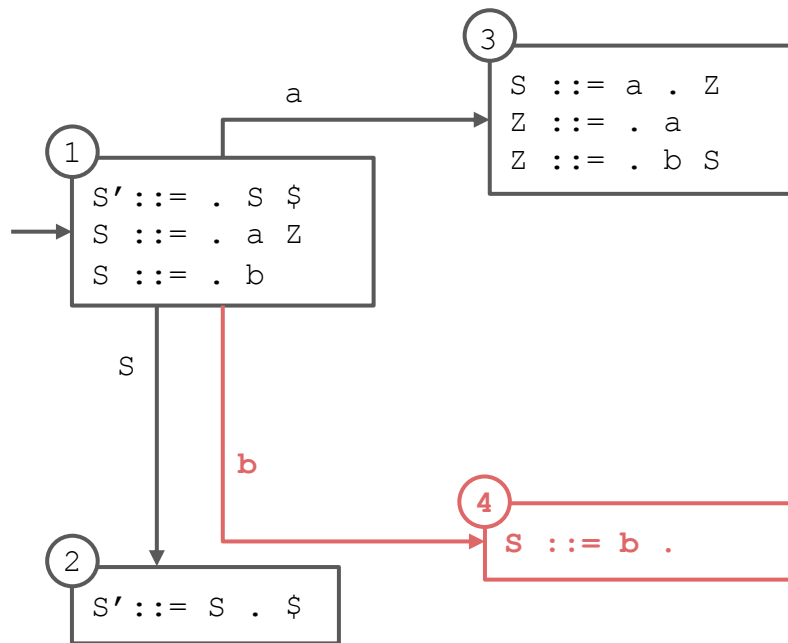 3
S ::= a . Z
Z ::= . a
Z ::= . b S
a
1
S’::= . S $
S ::= . a Z
S ::= . b
S
b
4
S ::= b .
2
S’::= S . $